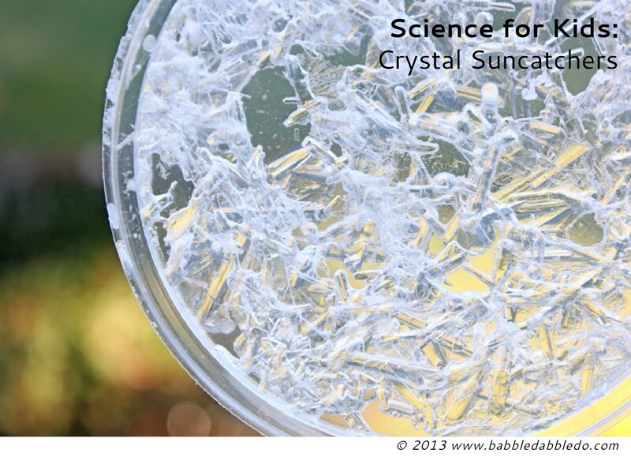 Science for Kids:
Crystal Suncatchers
© 2013 www.babbledabbledo.com